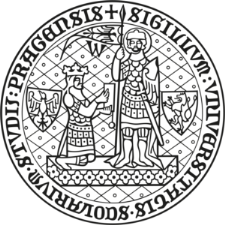 ✝ SIGILLVM : VNIVERSITATIS : SCOLARIVM : STVDII : PRAGENSIS
W